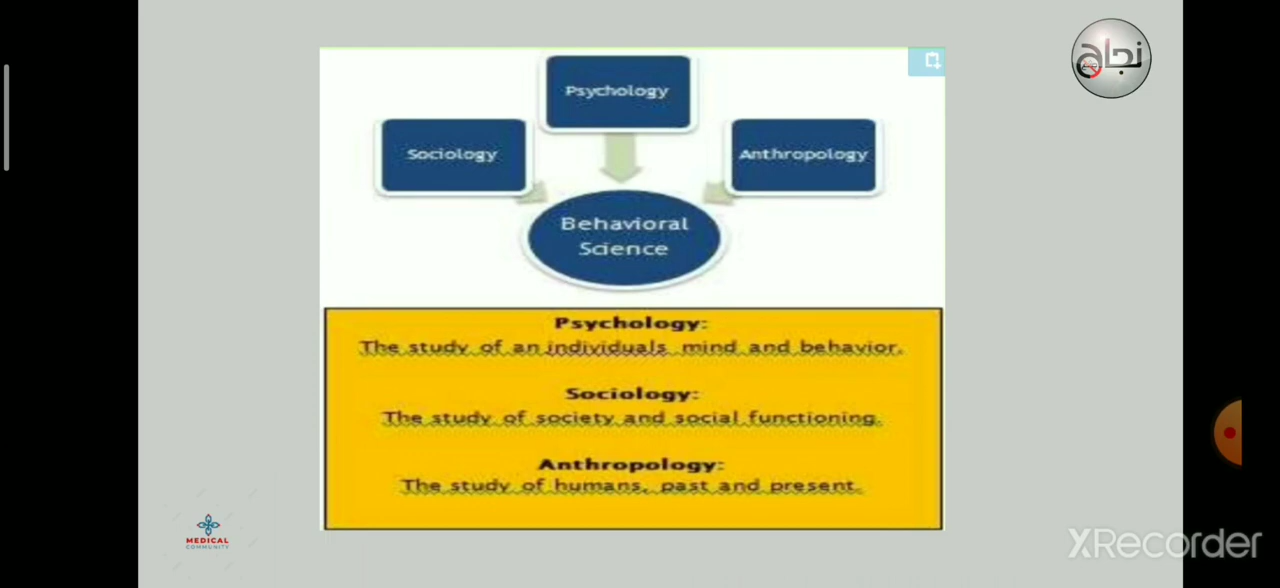 Psychology
Sociology
Anthropology
Behavioral
Science
Psychology:
The study of an individuals mind and behavior.
Sociology:
The study of society and social functioning.
Anthropology:
The study of humans, past and present.
MEDICAL
COMMUNITY
XRecorder